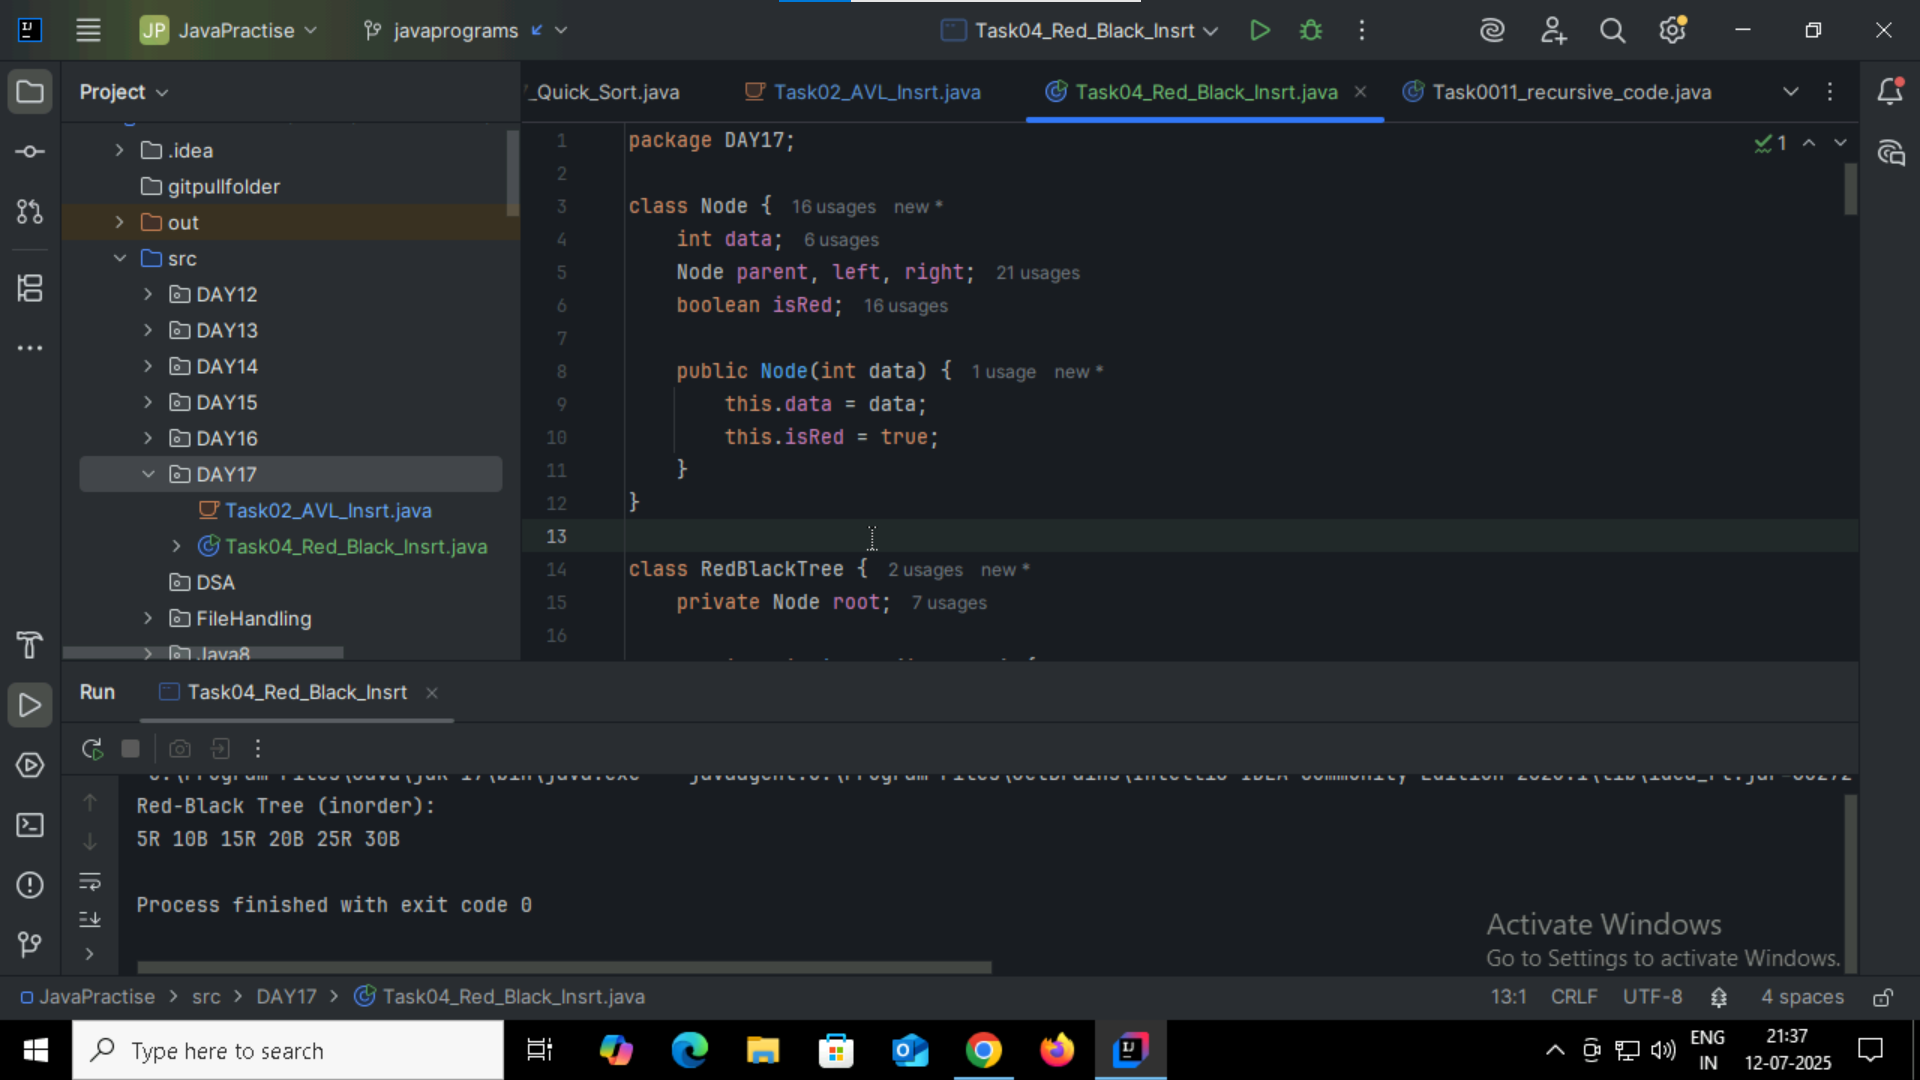 JP JavaPractise
javaprograms
Task04_Red_Black_Insrt
Project
_Quick_Sort.java
Task02_AVL_Insrt.java
Task04_Red_Black_Insrt.java
Task0011_recursive_code.java
.idea
gitpullfolder
out
src
DAY12
DAY13
DAY14
DAY15
DAY16
DAY17
Task02_AVL_Insrt.java
Task04_Red_Black_Insrt.java
DSA
FileHandling
Java8
1 package DAY17;
2
3 class Node { 16 usages new *
4 int data; 6 usages
5 Node parent, left, right; 21 usages
6 boolean isRed; 16 usages
7
8 public Node(int data) { 1 usage new *
9 this.data = data;
10 this.isRed = true;
11 }
12 }
13
14 class RedBlackTree { 2 usages new *
15 private Node root; 7 usages
16
1
Run Task04_Red_Black_Insrt
Red-Black Tree (inorder):
5R 10B 15R 20B 25R 30B
Process finished with exit code 0
Activate Windows
Go to Settings to activate Windows.
JavaPractise > src > DAY17 > Task04_Red_Black_Insrt.java
13:1 CRLF UTF-8 4 spaces
Type here to search
ENG
IN
21:37
12-07-2025